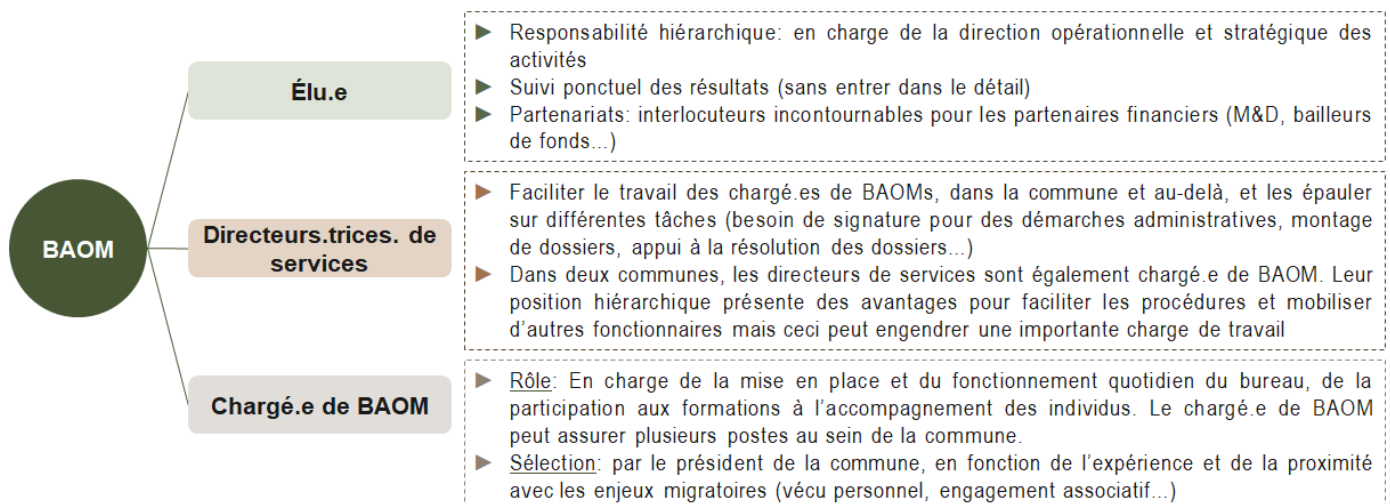 BAOM
Élu.e
► Responsabilité hiérarchique: en charge de la direction opérationnelle et stratégique des
activités
► Suivi ponctuel des résultats (sans entrer dans le détail)
► Partenariats: interlocuteurs incontournables pour les partenaires financiers (M&D, bailleurs
de fonds...)
Directeurs.trices. de
services
► Faciliter le travail des chargé.es de BAOMs, dans la commune et au-delà, et les épauler
sur différentes tâches (besoin de signature pour des démarches administratives, montage
de dossiers, appui à la résolution des dossiers...)
► Dans deux communes, les directeurs de services sont également chargé.e de BAOM. Leur
position hiérarchique présente des avantages pour faciliter les procédures et mobiliser
d'autres fonctionnaires mais ceci peut engendrer une importante charge de travail
Chargé.e de BAOM
► Rôle: En charge de la mise en place et du fonctionnement quotidien du bureau, de la
participation aux formations à l'accompagnement des individus. Le chargé.e de BAOM
peut assurer plusieurs postes au sein de la commune.
► Sélection: par le président de la commune, en fonction de l'expérience et de la proximité
avec les enjeux migratoires (vécu personnel, engagement associatif...)